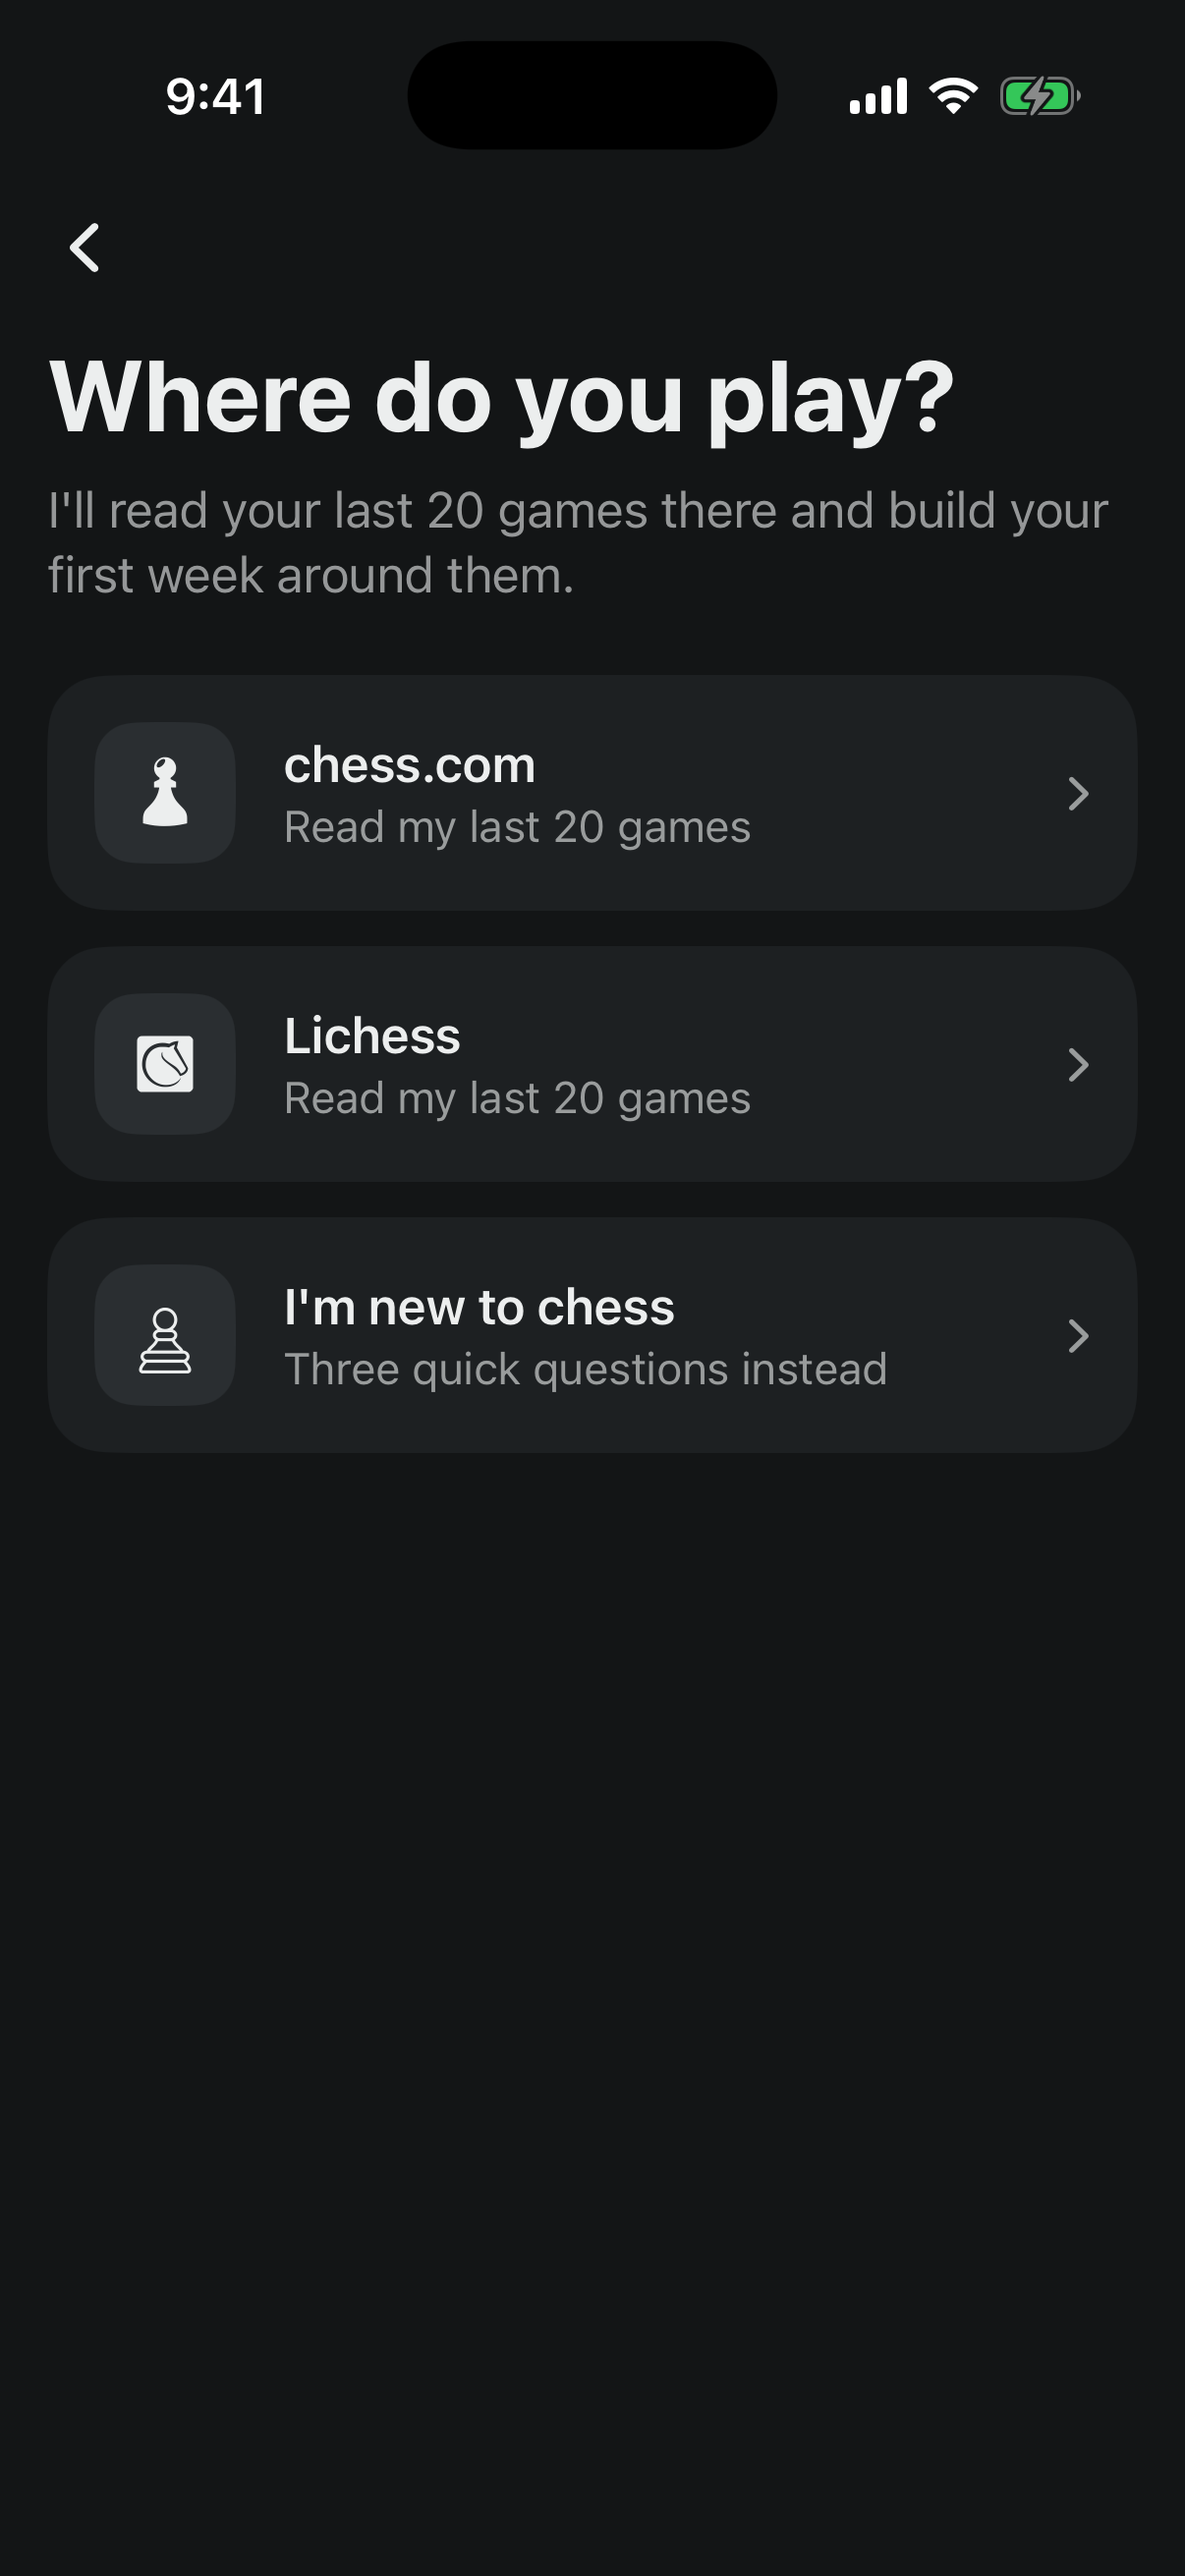 9:41
Where do you play?
I'll read your last 20 games there and build your
first week around them.
chess.com
Read my last 20 games
Lichess
Read my last 20 games
I'm new to chess
Three quick questions instead